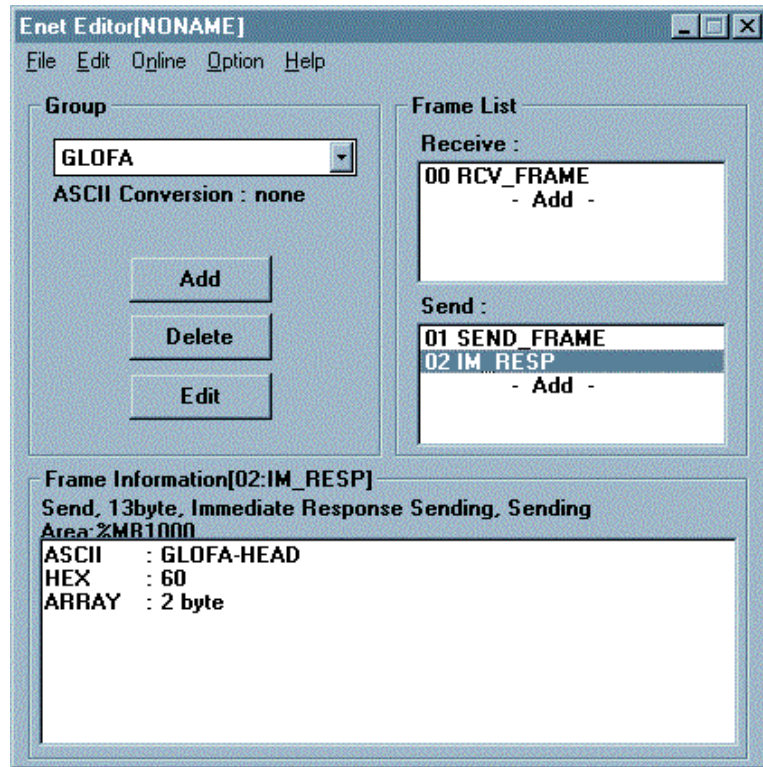 Enet Editor[NONAME]
File Edit Online Option Help
Group
GLOFA
ASCII Conversion : none
Add
Delete
Edit
Frame List
Receive :
00 RCV_FRAME
- Add -
Send :
01 SEND_FRAME
02 IM_RESP
- Add -
Frame Information[02:IM_RESP]
Send, 13byte, Immediate Response Sending, Sending
Area:%MB1000
ASCII : GLOFA-HEAD
HEX : 60
ARRAY : 2 byte